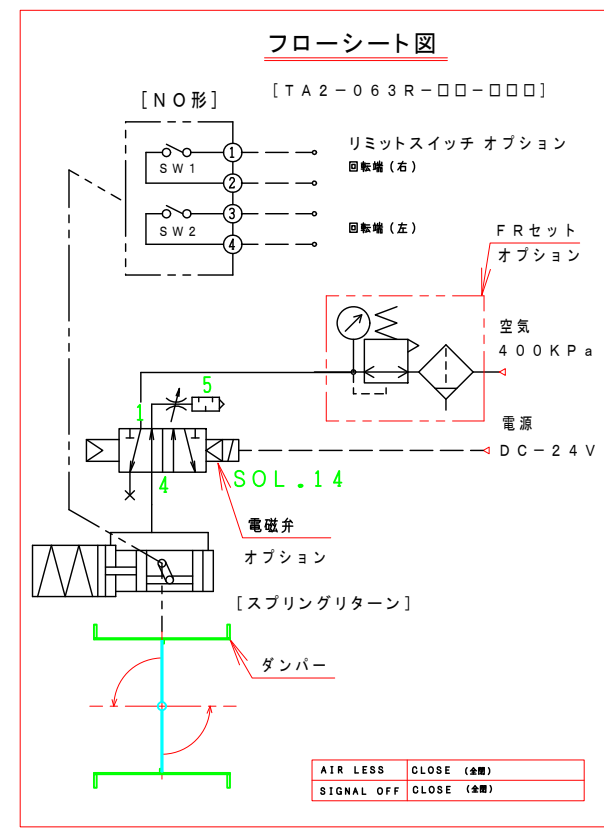 フローシート図
[NO形]
[TA2-063R-□□-□□□]
リミットスイッチ オプション
1
SW1
回転端(右)
2
3
SW2
回転端(左)
4
FRセット
オプション
空気
400KPa
5
1
電源
DC-24V
4
SOL.14
電磁弁
オプション
[スプリングリターン]
ダンパー
AIR LESS CLOSE (全閉)
SIGNAL OFF CLOSE (全閉)